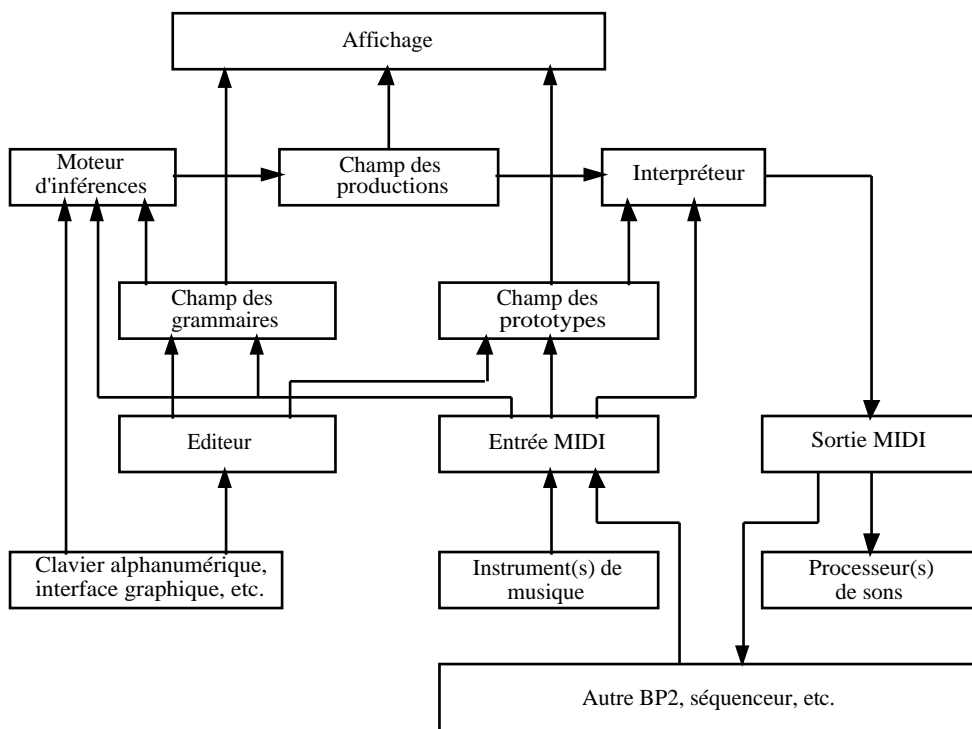 Affichage
Moteur
d'inférences
Champ des
productions
Interpréteur
Champ des
grammaires
Champ des
prototypes
Editeur
Entrée MIDI
Sortie MIDI
Clavier alphanumérique,
interface graphique, etc.
Instrument(s) de
musique
Processeur(s)
de sons
Autre BP2, séquenceur, etc.